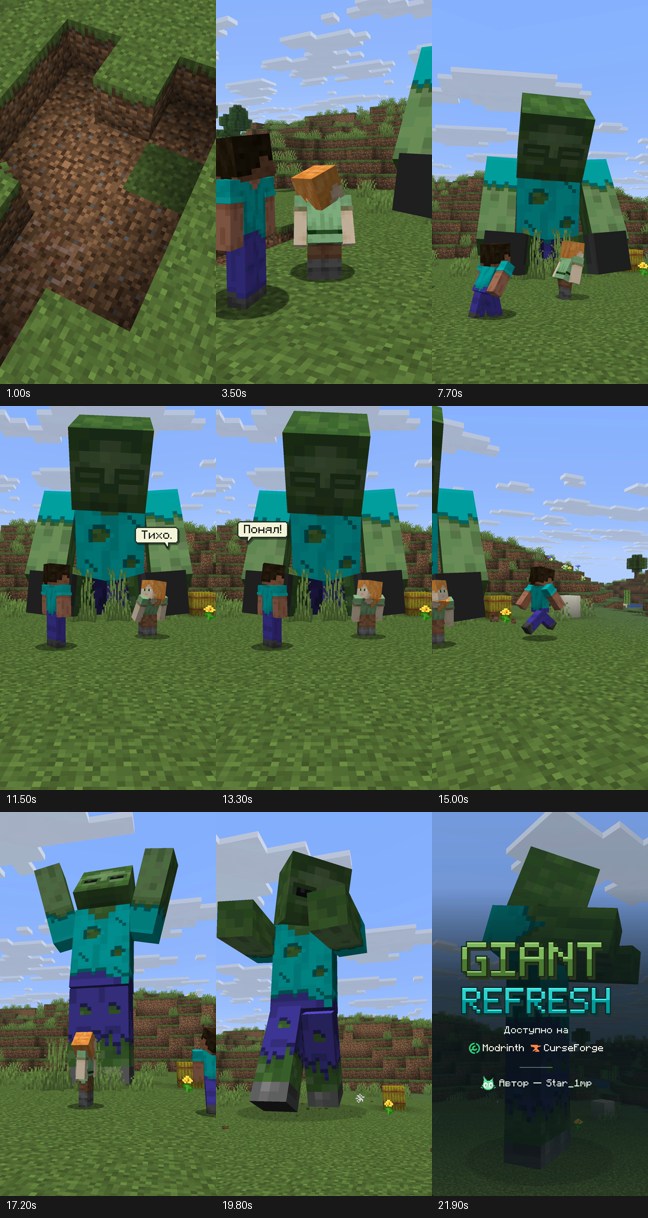 1.00s
3.50s
7.70s
Тихо.
Понял!
11.50s
13.30s
15.00s
17.20s
19.80s
21.90s
GIANT
REFRESH
Доступно на
Modrinth CurseForge
Автор — Star_1mp